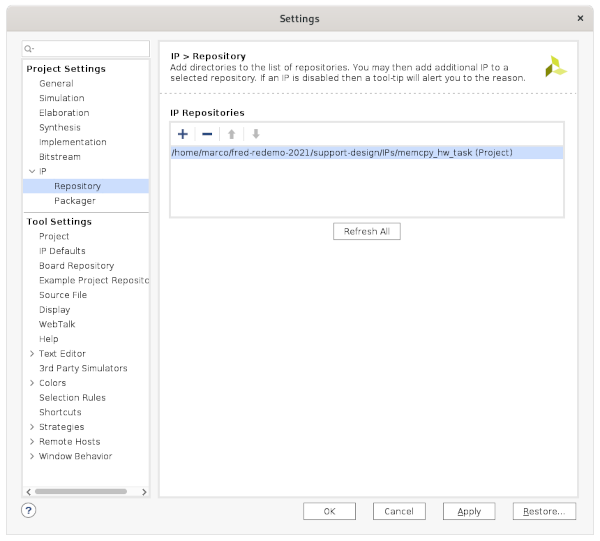 Settings
Project Settings
General
Simulation
Elaboration
Synthesis
Implementation
Bitstream
IP
Repository
Packager
Tool Settings
Project
IP Defaults
Board Repository
Example Project Reposito
Source File
Display
WebTalk
Help
Text Editor
3rd Party Simulators
Colors
Selection Rules
Shortcuts
Strategies
Remote Hosts
Window Behavior
IP > Repository
Add directories to the list of repositories. You may then add additional IP to a
selected repository. If an IP is disabled then a tool-tip will alert you to the reason.
IP Repositories
/home/marco/fred-redemo-2021/support-design/IPs/memcpy_hw_task (Project)
Refresh All
?
OK
Cancel
Apply
Restore...